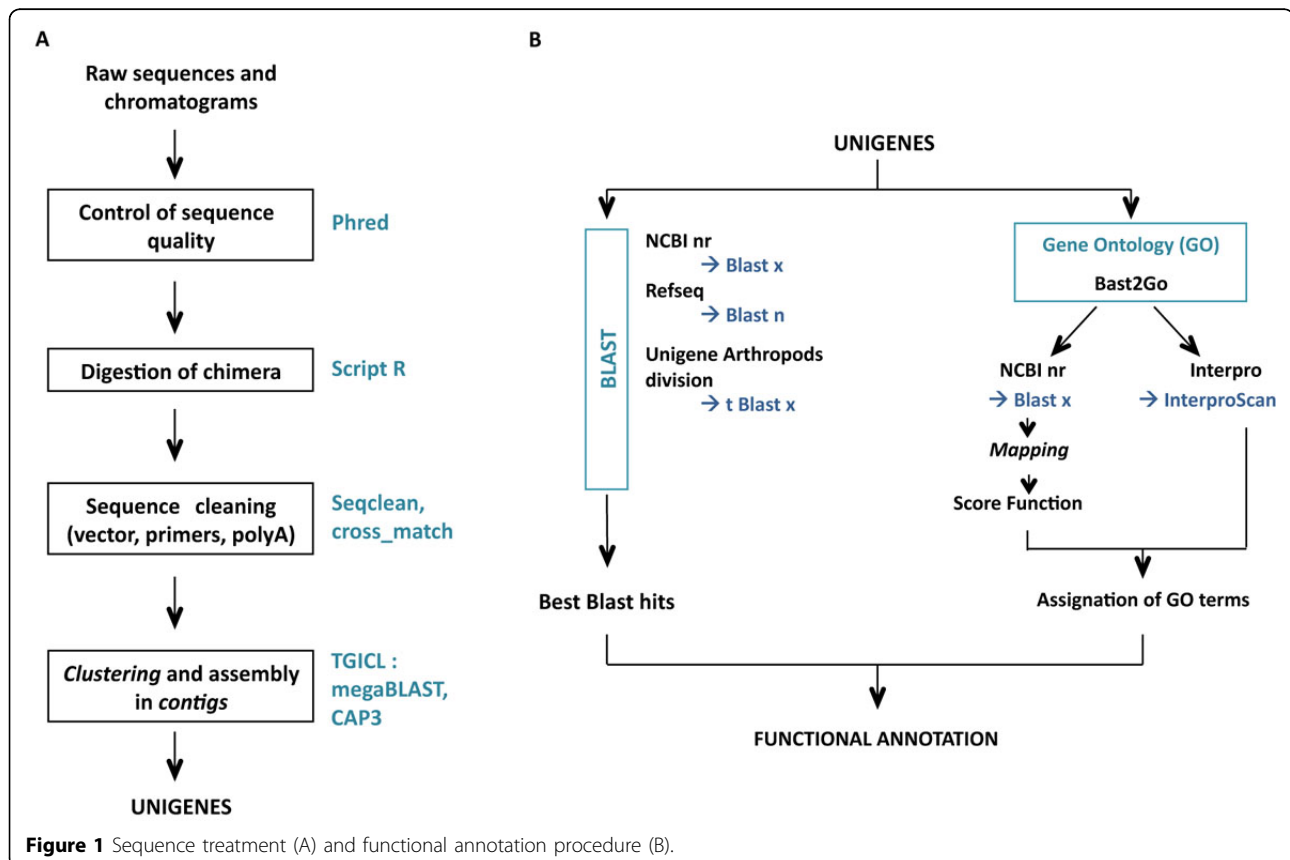 A
Raw sequences and
chromatograms
Control of sequence
quality
Phred
Digestion of chimera
Script R
Sequence cleaning
(vector, primers, polyA)
Seqclean,
cross_match
Clustering and assembly
in contigs
TGICL :
megaBLAST,
CAP3
UNIGENES
B
UNIGENES
BLAST
NCBI nr
→ Blast x
Refseq
→ Blast n
Unigene Arthropods
division
→ t Blast x
Best Blast hits
Gene Ontology (GO)
Bast2Go
NCBI nr
→ Blast x
Mapping
Score Function
Interpro
→ InterproScan
Assignation of GO terms
FUNCTIONAL ANNOTATION
Figure 1 Sequence treatment (A) and functional annotation procedure (B).